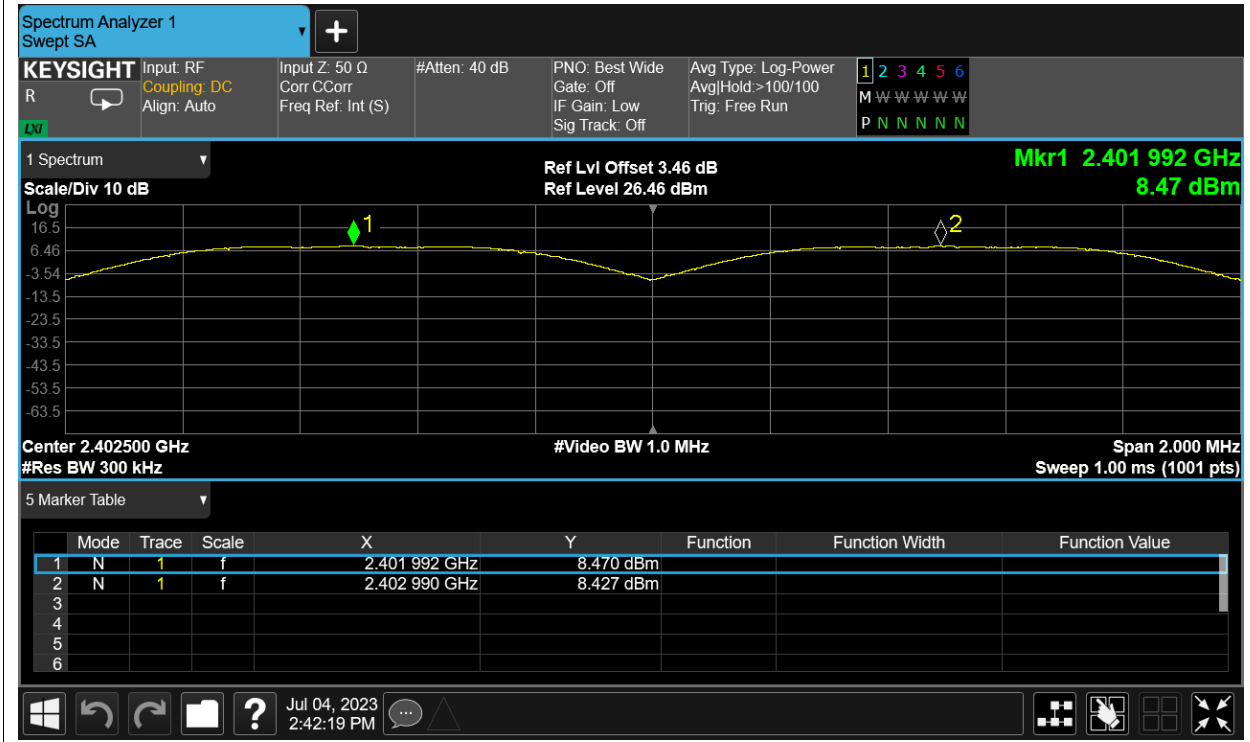 Spectrum Analyzer 1
Swept SA
+
KEYSIGHT Input: RF Input Z: 50 Ω #Atten: 40 dB PNO: Best Wide Avg Type: Log-Power 1 2 3 4 5 6
R Coupling: DC Corr CCorr Gate: Off Avg|Hold:>100/100 M W W W W W
Align: Auto Freq Ref: Int (S) IF Gain: Low Trig: Free Run
LXI Sig Track: Off P N N N N N
1 Spectrum Ref Lvl Offset 3.46 dB Mkr1 2.401 992 GHz
Scale/Div 10 dB Ref Level 26.46 dBm 8.47 dBm
Log
16.5 1 2
6.46
-3.54
-13.5
-23.5
-33.5
-43.5
-53.5
-63.5
Center 2.402500 GHz #Video BW 1.0 MHz Span 2.000 MHz
#Res BW 300 kHz Sweep 1.00 ms (1001 pts)
5 Marker Table
Mode Trace Scale X Y Function Function Width Function Value
1 N 1 f 2.401 992 GHz 8.470 dBm
2 N 1 f 2.402 990 GHz 8.427 dBm
3
4
5
6
? Jul 04, 2023
2:42:19 PM